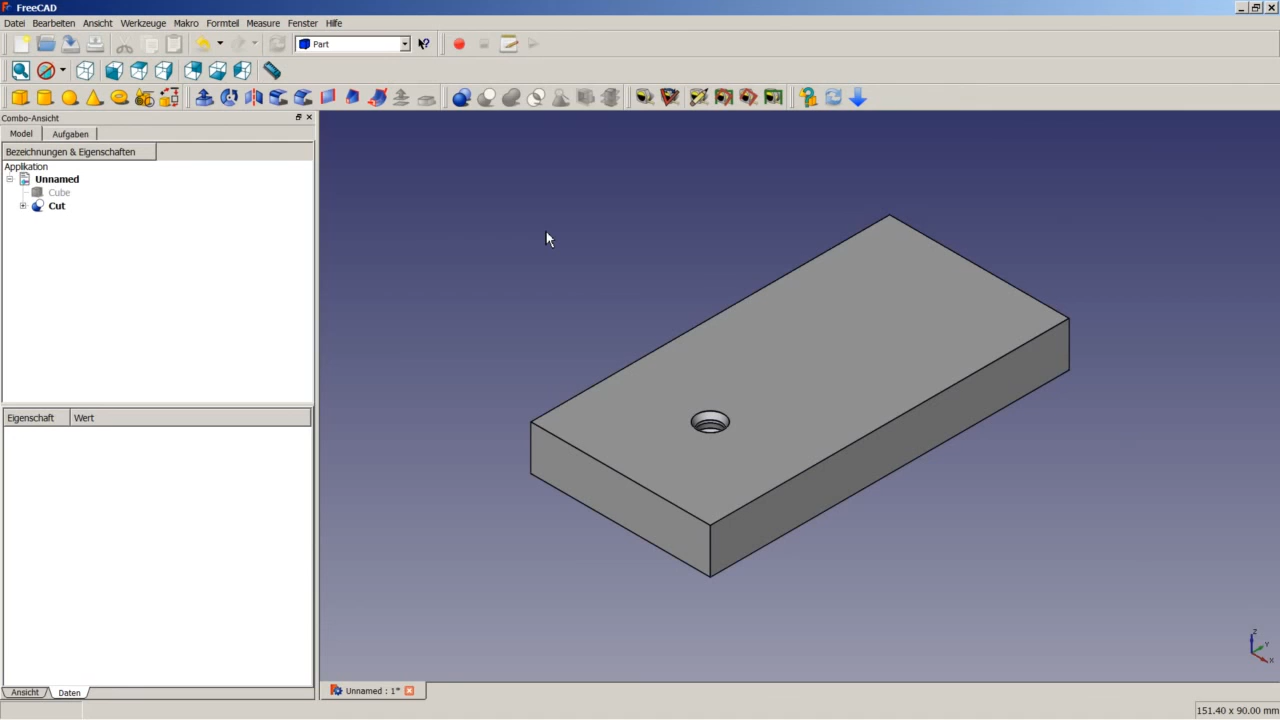 FreeCAD
Datei Bearbeiten Ansicht Werkzeuge Makro Formteil Measure Fenster Hilfe
Part
Combo-Ansicht
Model Aufgaben
Bezeichnungen & Eigenschaften
Applikation
Unnamed
Cube
Cut
Eigenschaft Wert
Ansicht Daten
Unnamed : 1*
Z
Y
X
151.40 x 90.00 mm